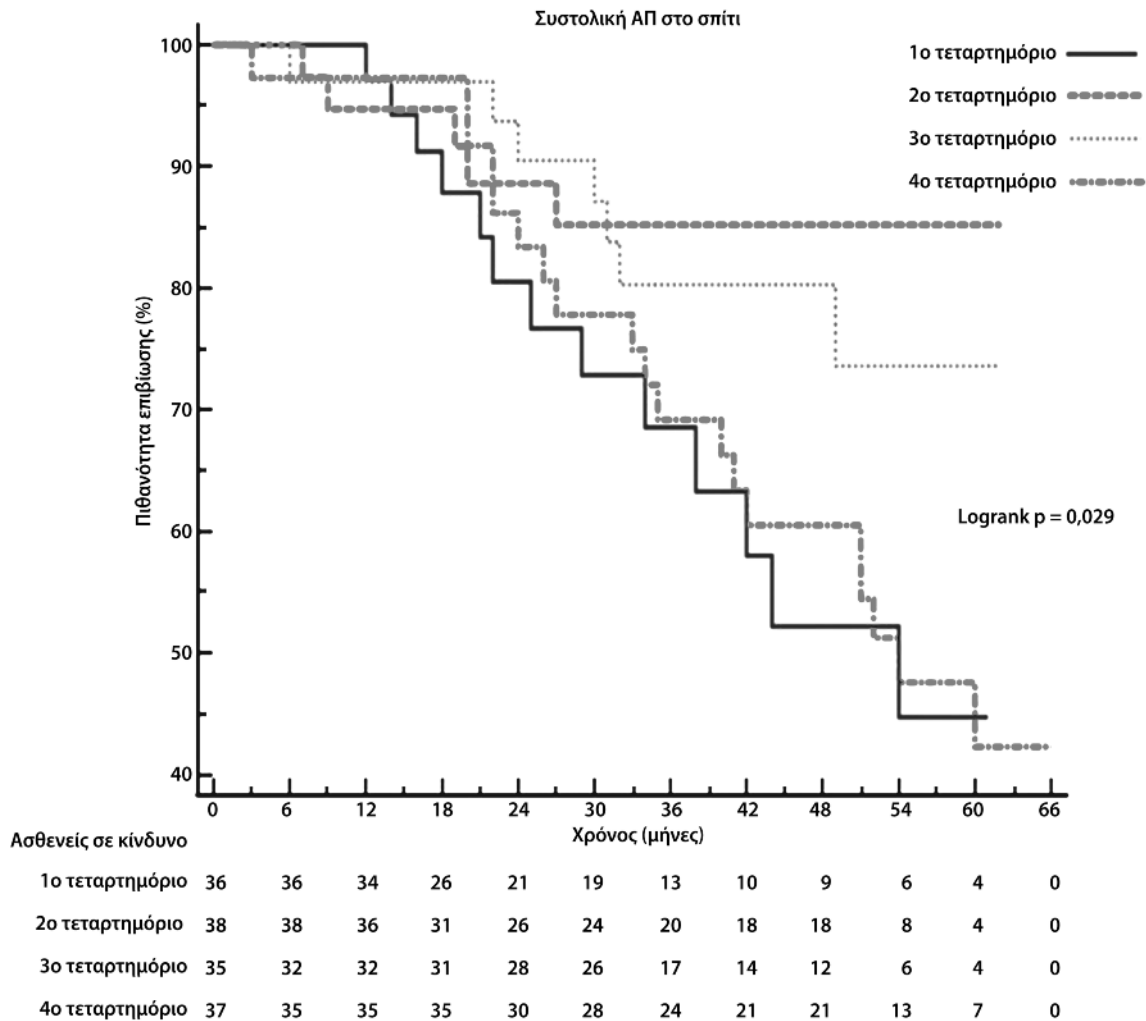 Συστολική ΑΠ στο σπίτι
1ο τεταρτημόριο
2ο τεταρτημόριο
3ο τεταρτημόριο
4ο τεταρτημόριο
Πιθανότητα επιβίωσης (%)
100
90
80
70
60
50
40
Logrank p = 0,029
0 6 12 18 24 30 36 42 48 54 60 66
Χρόνος (μήνες)
Ασθενείς σε κίνδυνο
1ο τεταρτημόριο 36 36 34 26 21 19 13 10 9 6 4 0
2ο τεταρτημόριο 38 38 36 31 26 24 20 18 18 8 4 0
3ο τεταρτημόριο 35 32 32 31 28 26 17 14 12 6 4 0
4ο τεταρτημόριο 37 35 35 35 30 28 24 21 21 13 7 0